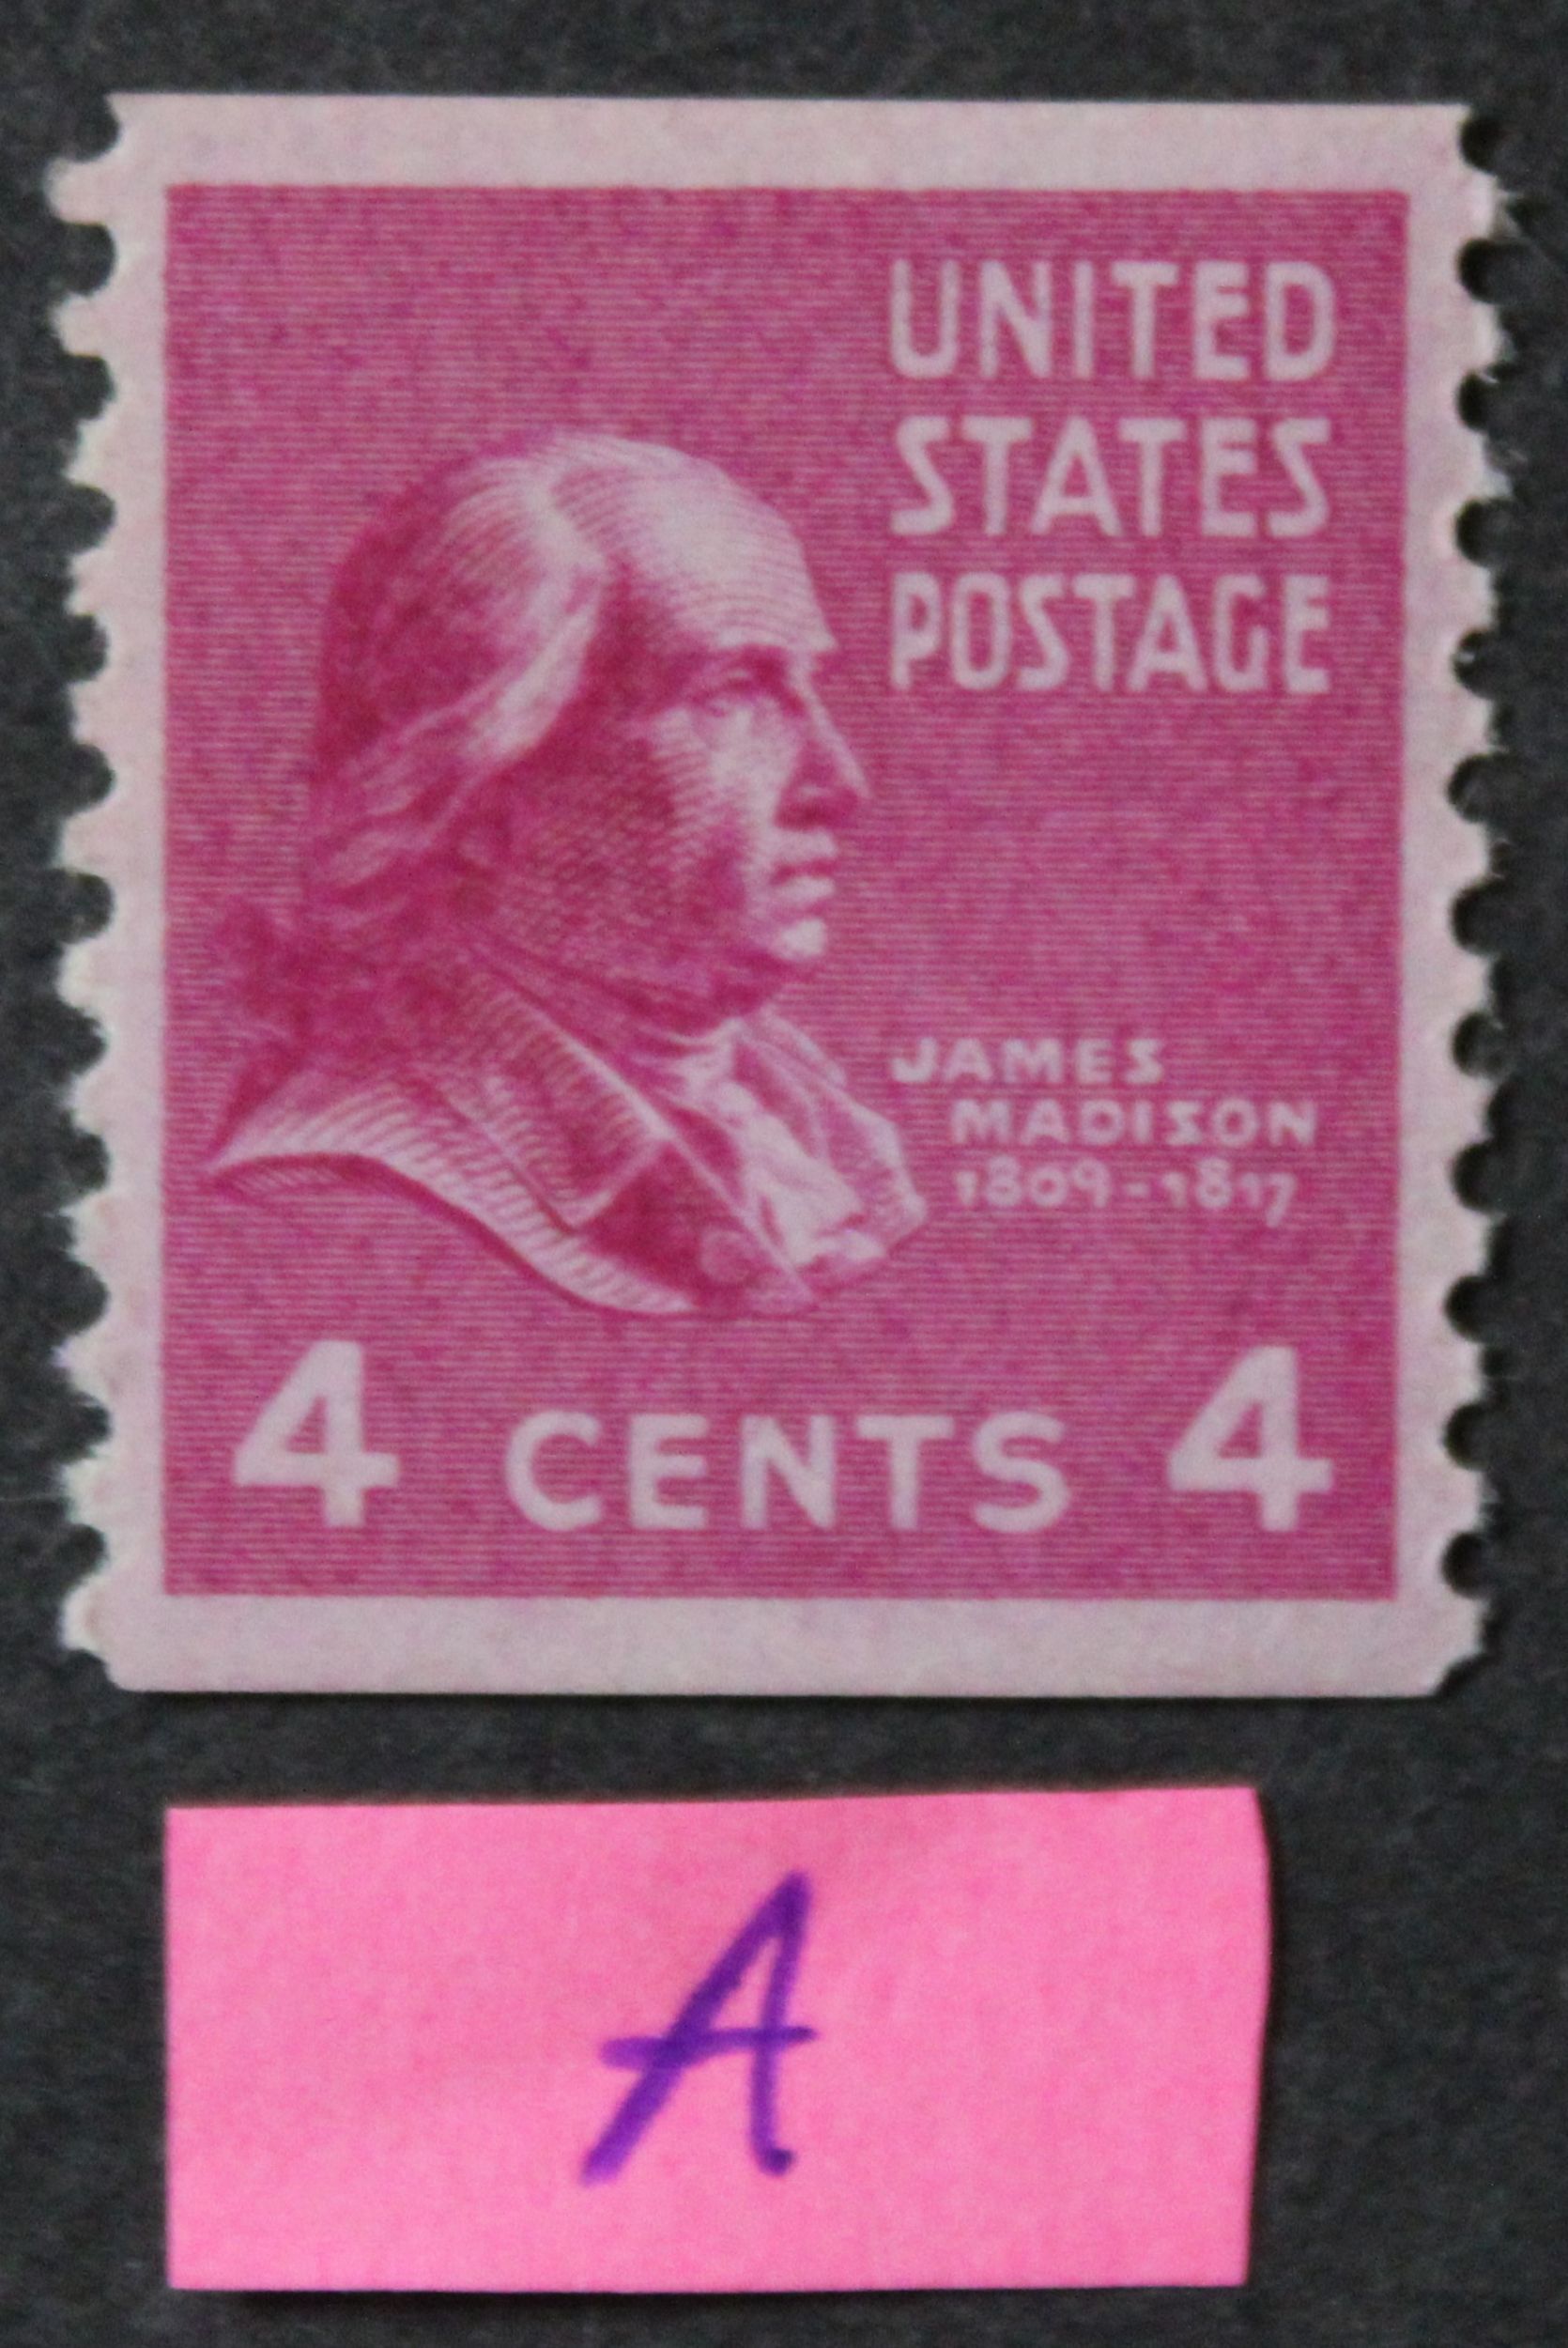 UNITED
STATES
POSTAGE
JAMES
MADISON
1809-1817
4 CENTS 4
A